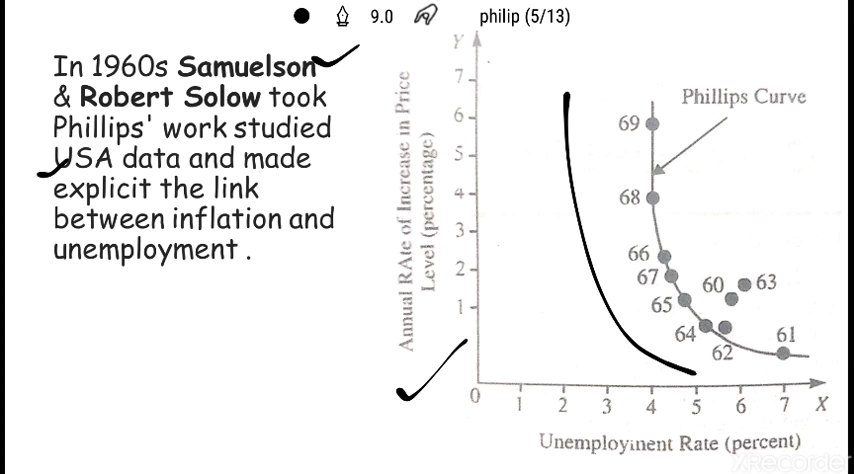 9.0 philip (5/13)
In 1960s Samuelson
& Robert Solow took
Phillips' work studied
USA data and made
explicit the link
between inflation and
unemployment .
Annual RAte of Increase in Price
Level (percentage)
Y
7
6
5
4
3
2
1
0
Phillips Curve
69
68
66
67
65
64
60
63
62
61
1 2 3 4 5 6 7 X
Unemployment Rate (percent)
XRecorder